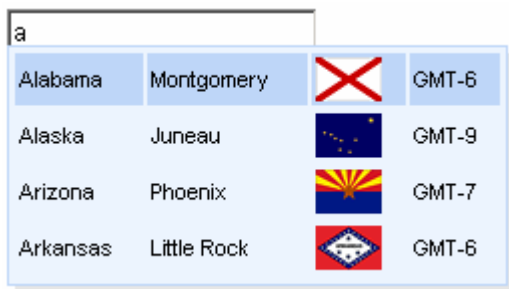 a
Alabama Montgomery GMT-6
Alaska Juneau GMT-9
Arizona Phoenix GMT-7
Arkansas Little Rock GMT-6